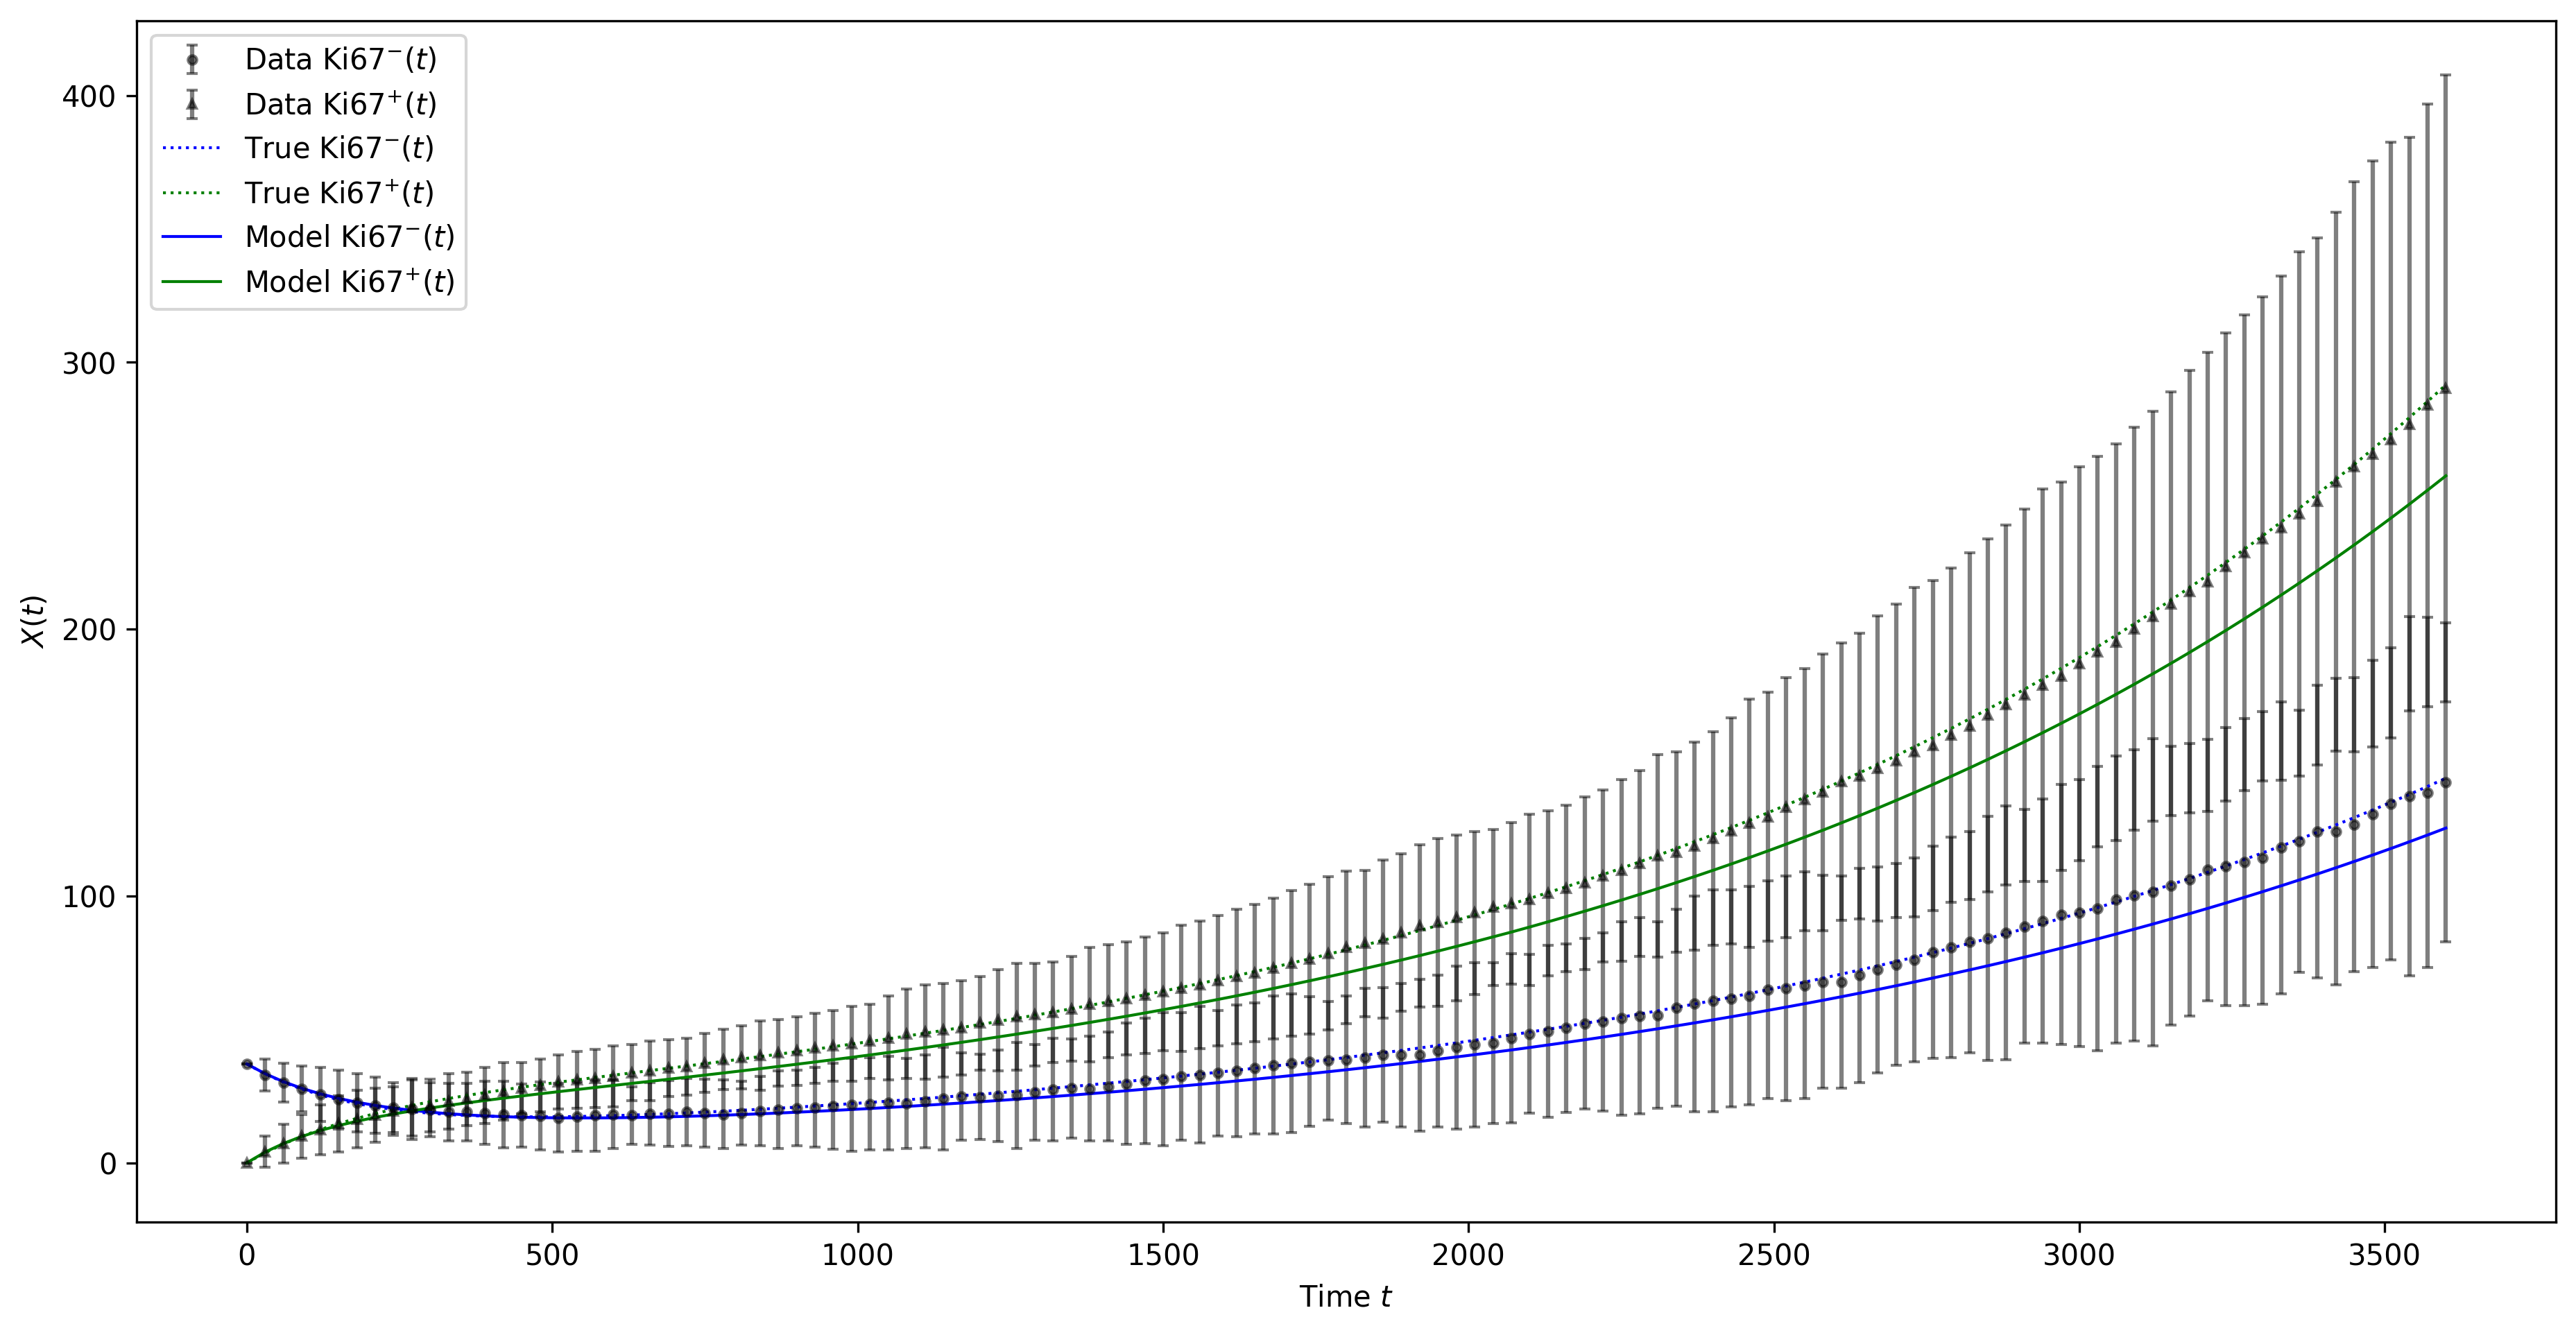 Data Ki67⁻(t)
Data Ki67⁺(t)
True Ki67⁻(t)
True Ki67⁺(t)
Model Ki67⁻(t)
Model Ki67⁺(t)
400
300
200
100
0
X(t)
0 500 1000 1500 2000 2500 3000 3500
Time t